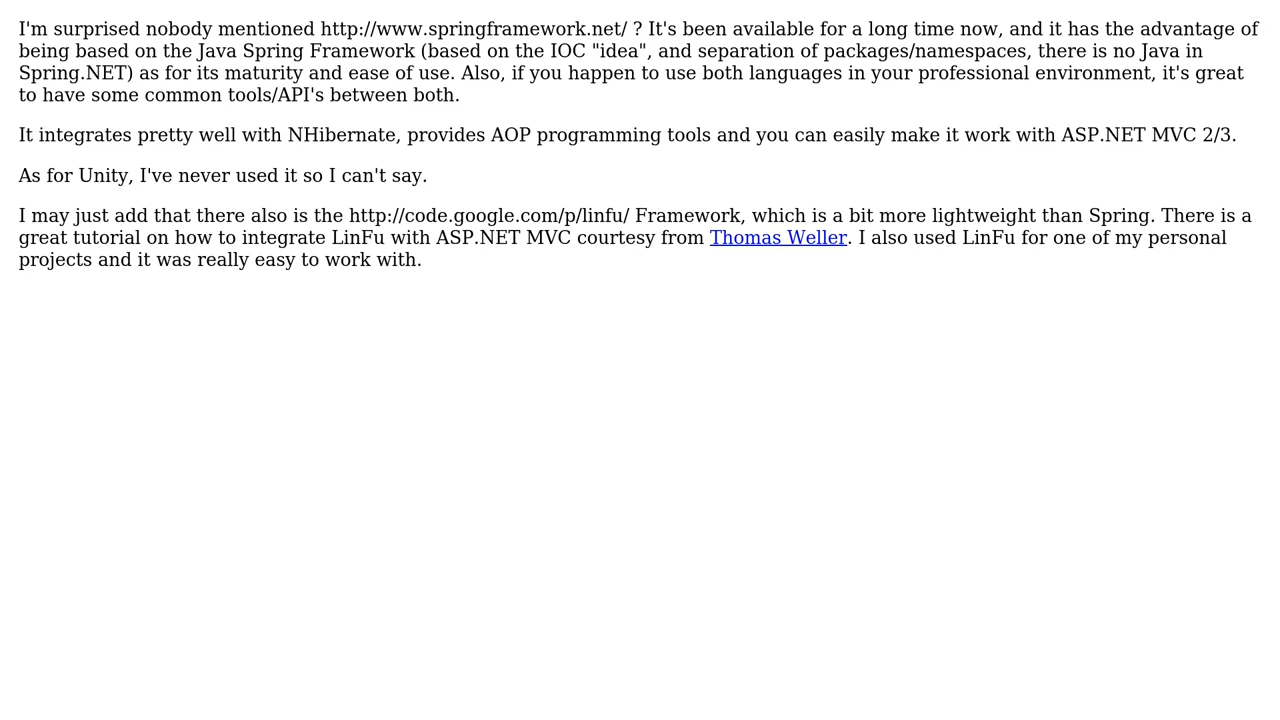 I'm surprised nobody mentioned http://www.springframework.net/ ? It's been available for a long time now, and it has the advantage of
being based on the Java Spring Framework (based on the IOC "idea", and separation of packages/namespaces, there is no Java in
Spring.NET) as for its maturity and ease of use. Also, if you happen to use both languages in your professional environment, it's great
to have some common tools/API's between both.
It integrates pretty well with NHibernate, provides AOP programming tools and you can easily make it work with ASP.NET MVC 2/3.
As for Unity, I've never used it so I can't say.
I may just add that there also is the http://code.google.com/p/linfu/ Framework, which is a bit more lightweight than Spring. There is a
great tutorial on how to integrate LinFu with ASP.NET MVC courtesy from Thomas Weller. I also used LinFu for one of my personal
projects and it was really easy to work with.